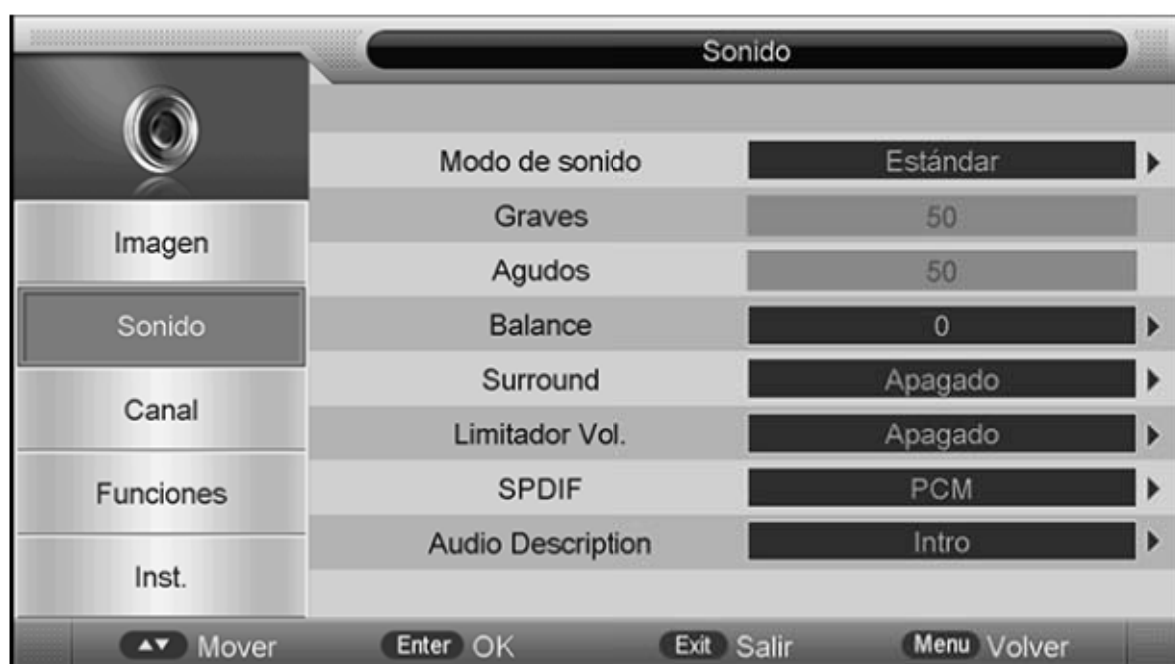 Sonido
Modo de sonido Estándar
Graves 50
Agudos 50
Balance 0
Surround Apagado
Limitador Vol. Apagado
SPDIF PCM
Audio Description Intro
Imagen
Sonido
Canal
Funciones
Inst.
Mover Enter OK Exit Salir Menu Volver